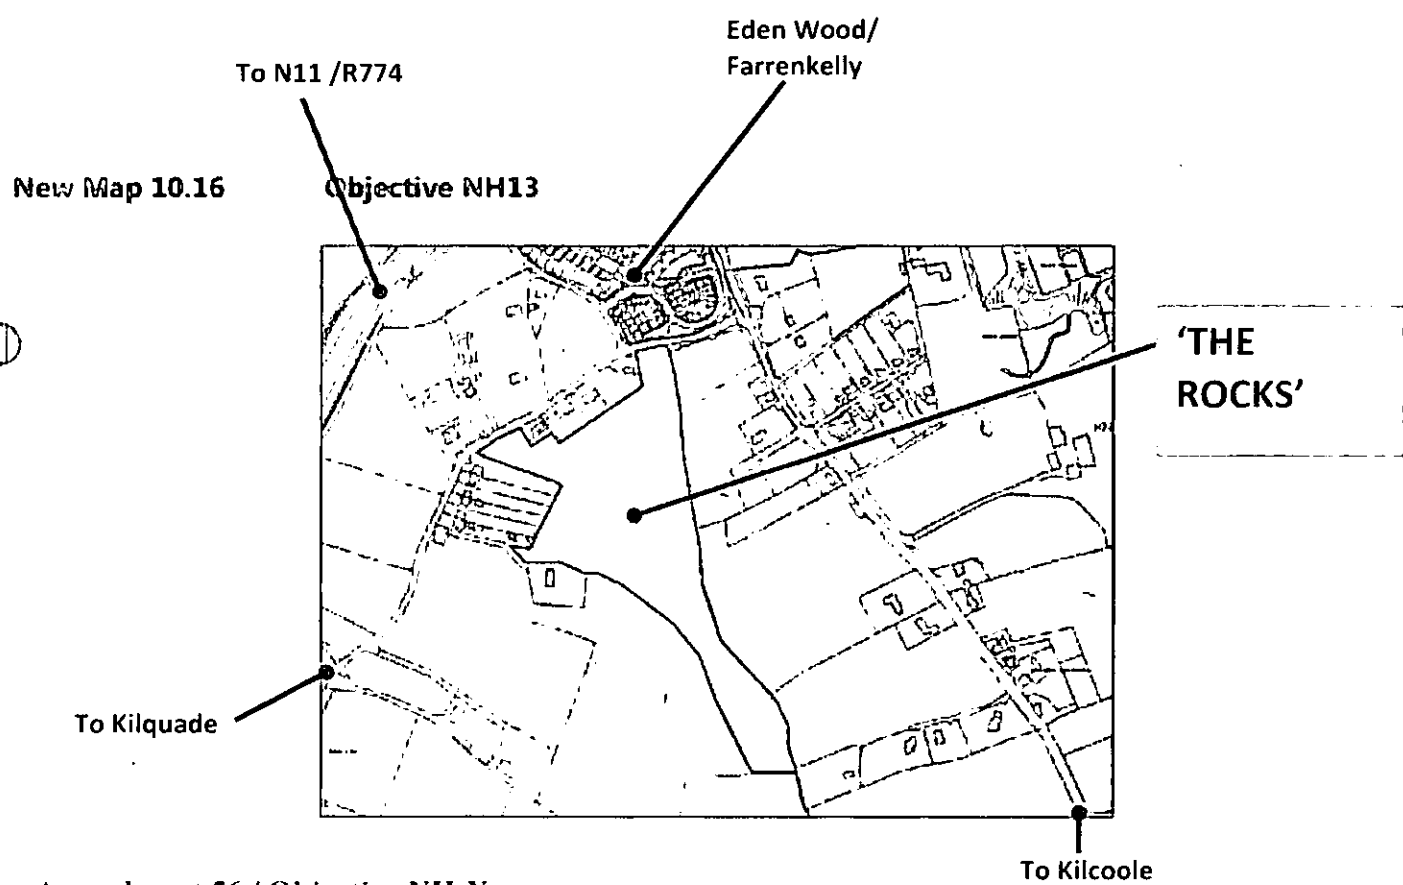 Eden Wood/
Farrenkelly
To N11 /R774
New Map 10.16 Objective NH13
'THE
ROCKS'
To Kilquade
To Kilcoole